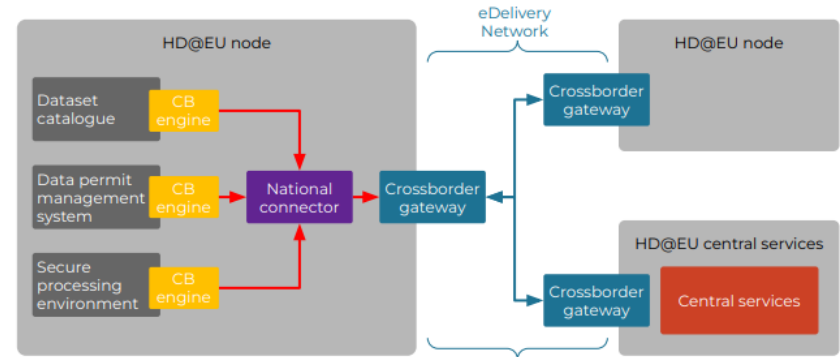 eDelivery
Network
HD@EU node
HD@EU node
Dataset
catalogue
CB
engine
Crossborder
gateway
Data permit
management
system
CB
engine
National
connector
Crossborder
gateway
Secure
processing
environment
CB
engine
HD@EU central services
Crossborder
gateway
Central services